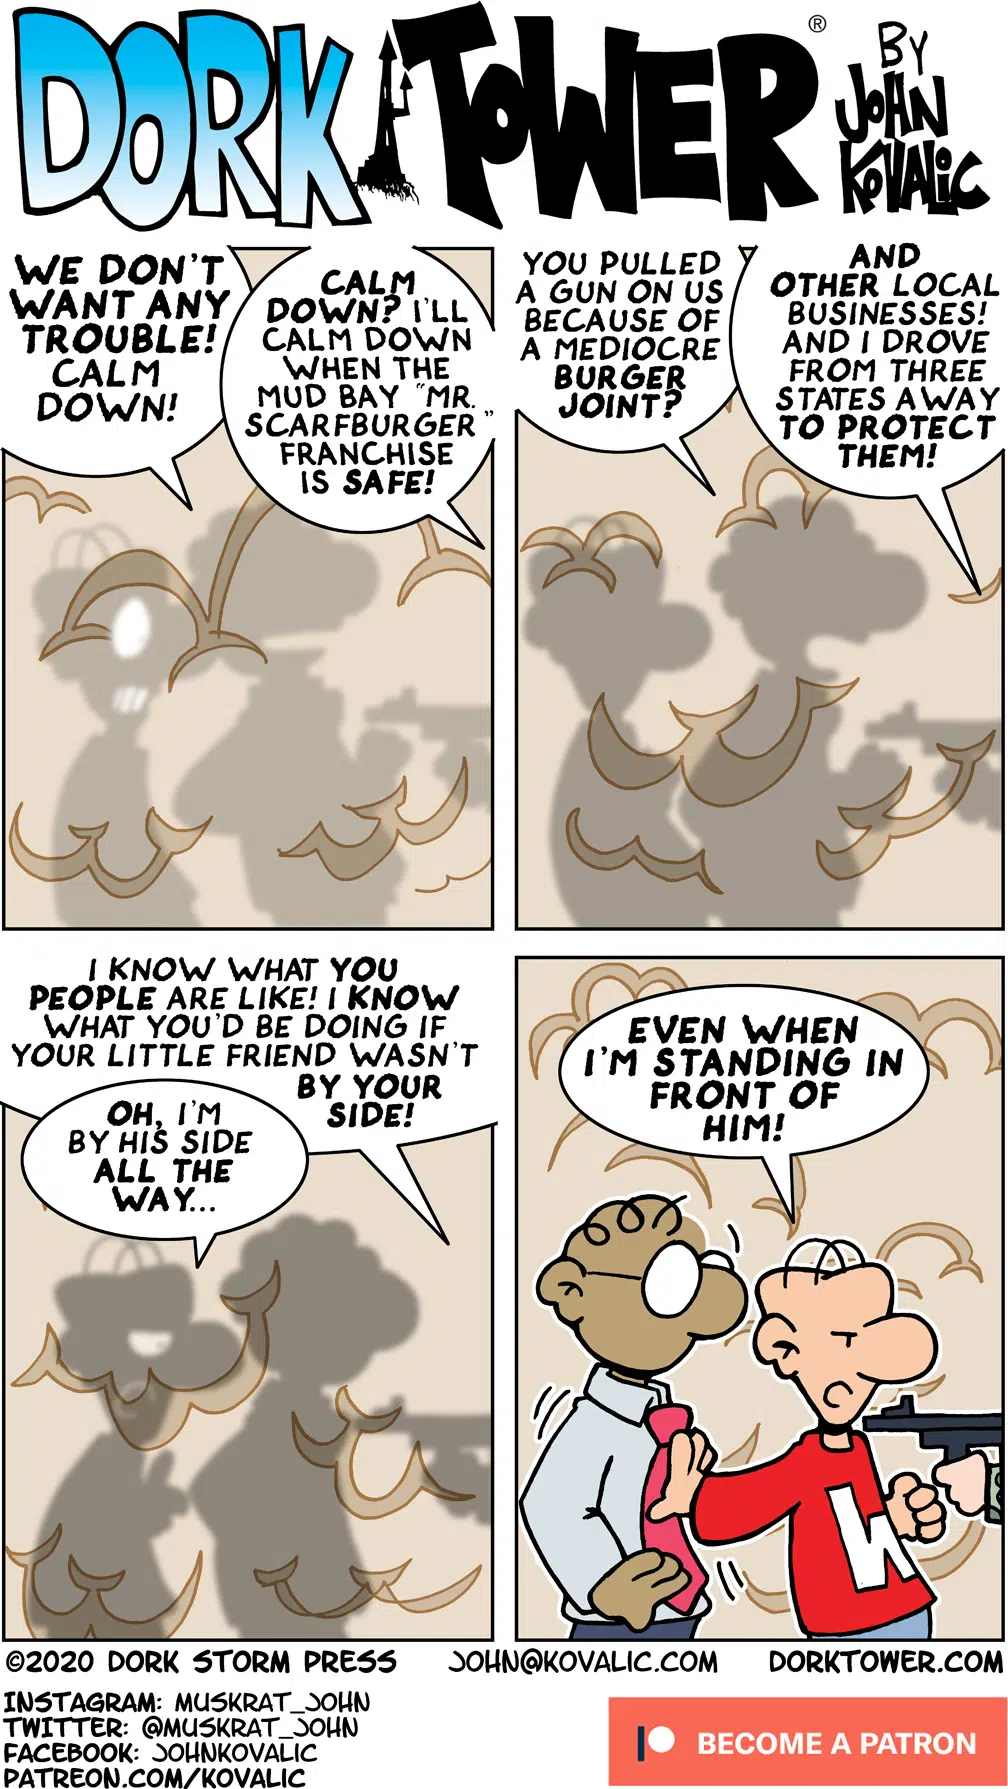 DORK TOWER ®
BY
JOHN
KOVALIC
WE DON'T
WANT ANY
TROUBLE!
CALM
DOWN!
CALM
DOWN? I'LL
CALM DOWN
WHEN THE
MUD BAY "MR.
SCARFBURGER"
FRANCHISE
IS SAFE!
YOU PULLED
A GUN ON US
BECAUSE OF
A MEDIOCRE
BURGER
JOINT?
AND
OTHER LOCAL
BUSINESSES!
AND I DROVE
FROM THREE
STATES AWAY
TO PROTECT
THEM!
I KNOW WHAT YOU
PEOPLE ARE LIKE! I KNOW
WHAT YOU'D BE DOING IF
YOUR LITTLE FRIEND WASN'T
BY YOUR
SIDE!
OH, I'M
BY HIS SIDE
ALL THE
WAY...
EVEN WHEN
I'M STANDING IN
FRONT OF
HIM!
©2020 DORK STORM PRESS JOHN@KOVALIC.COM DORKTOWER.COM
INSTAGRAM: MUSKRAT_JOHN
TWITTER: @MUSKRAT_JOHN
FACEBOOK: JOHNKOVALIC
PATREON.COM/KOVALIC
BECOME A PATRON